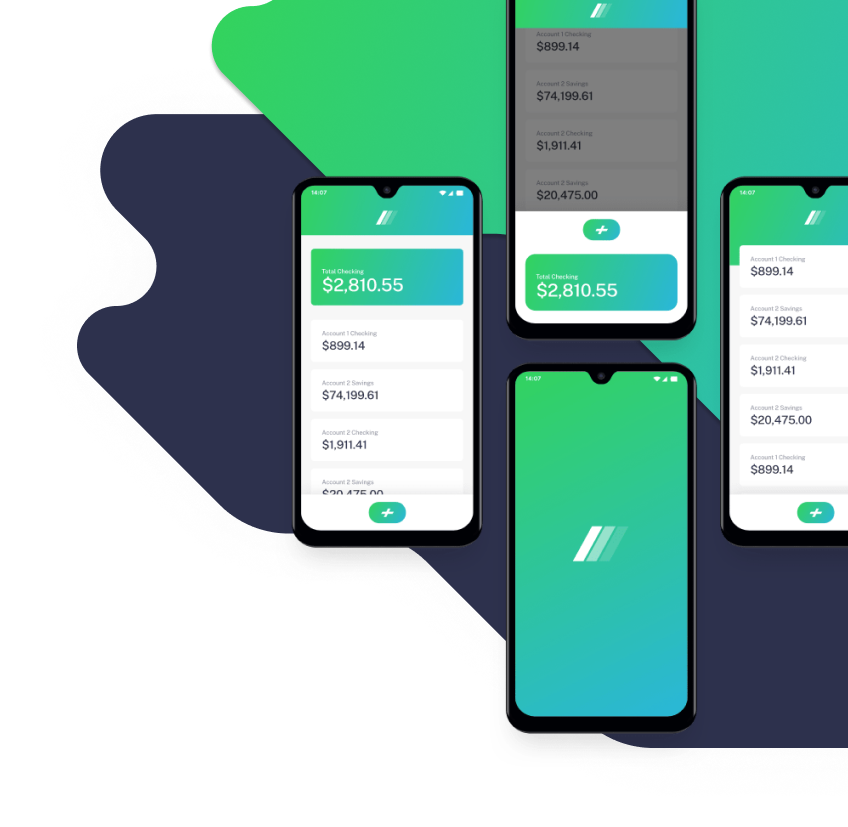 Account 1 Checking
$899.14
Account 2 Savings
$74,199.61
Account 2 Checking
$1,911.41
Account 2 Savings
$20,475.00
Total Checking
$2,810.55
14:07
Total Checking
$2,810.55
Account 1 Checking
$899.14
Account 2 Savings
$74,199.61
Account 2 Checking
$1,911.41
Account 2 Savings
$20,475.00
14:07
14:07
Account 1 Checking
$899.14
Account 2 Savings
$74,199.61
Account 2 Checking
$1,911.41
Account 2 Savings
$20,475.00
Account 1 Checking
$899.14